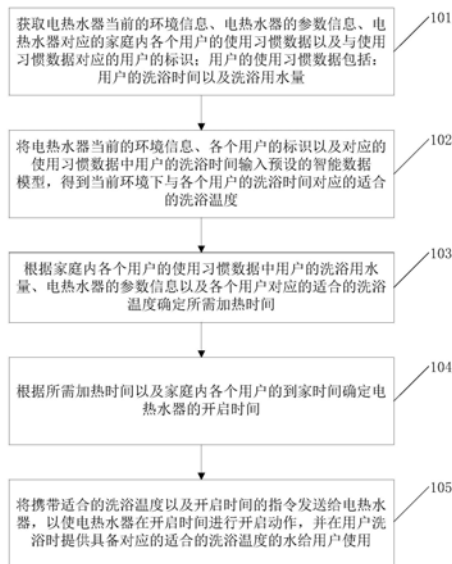 获取电热水器当前的环境信息、电热水器的参数信息、电
热水器对应的家庭内各个用户的使用习惯数据以及与使用
习惯数据对应的用户的标识；用户的使用习惯数据包括：
用户的洗浴时间以及洗浴用水量
101
将电热水器当前的环境信息、各个用户的标识以及对应的
使用习惯数据中用户的洗浴时间输入预设的智能数据
模型，得到当前环境下与各个用户的洗浴时间对应的适合
的洗浴温度
102
根据家庭内各个用户的使用习惯数据中用户的洗浴用水
量、电热水器的参数信息以及各个用户对应的适合的洗浴
温度确定所需加热时间
103
根据所需加热时间以及家庭内各个用户的到家时间确定电
热水器的开启时间
104
将携带适合的洗浴温度以及开启时间的指令发送给电热水
器，以使电热水器在开启时间进行开启动作，并在用户洗
浴时提供具备对应的适合的洗浴温度的水给用户使用
105